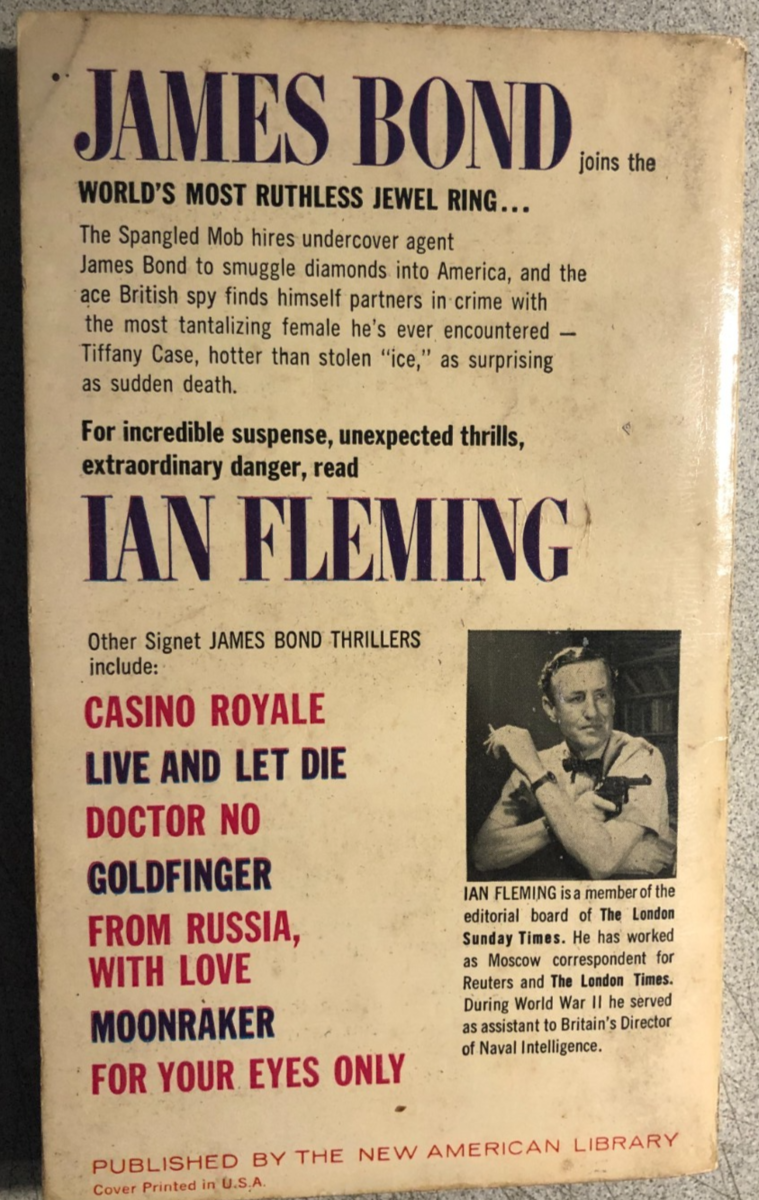 JAMES BOND joins the
WORLD'S MOST RUTHLESS JEWEL RING...
The Spangled Mob hires undercover agent
James Bond to smuggle diamonds into America, and the
ace British spy finds himself partners in crime with
the most tantalizing female he's ever encountered —
Tiffany Case, hotter than stolen "ice," as surprising
as sudden death.
For incredible suspense, unexpected thrills,
extraordinary danger, read
IAN FLEMING
Other Signet JAMES BOND THRILLERS
include:
CASINO ROYALE
LIVE AND LET DIE
DOCTOR NO
GOLDFINGER
FROM RUSSIA,
WITH LOVE
MOONRAKER
FOR YOUR EYES ONLY
IAN FLEMING is a member of the
editorial board of The London
Sunday Times. He has worked
as Moscow correspondent for
Reuters and The London Times.
During World War II he served
as assistant to Britain's Director
of Naval Intelligence.
PUBLISHED BY THE NEW AMERICAN LIBRARY
Cover Printed in U.S.A.